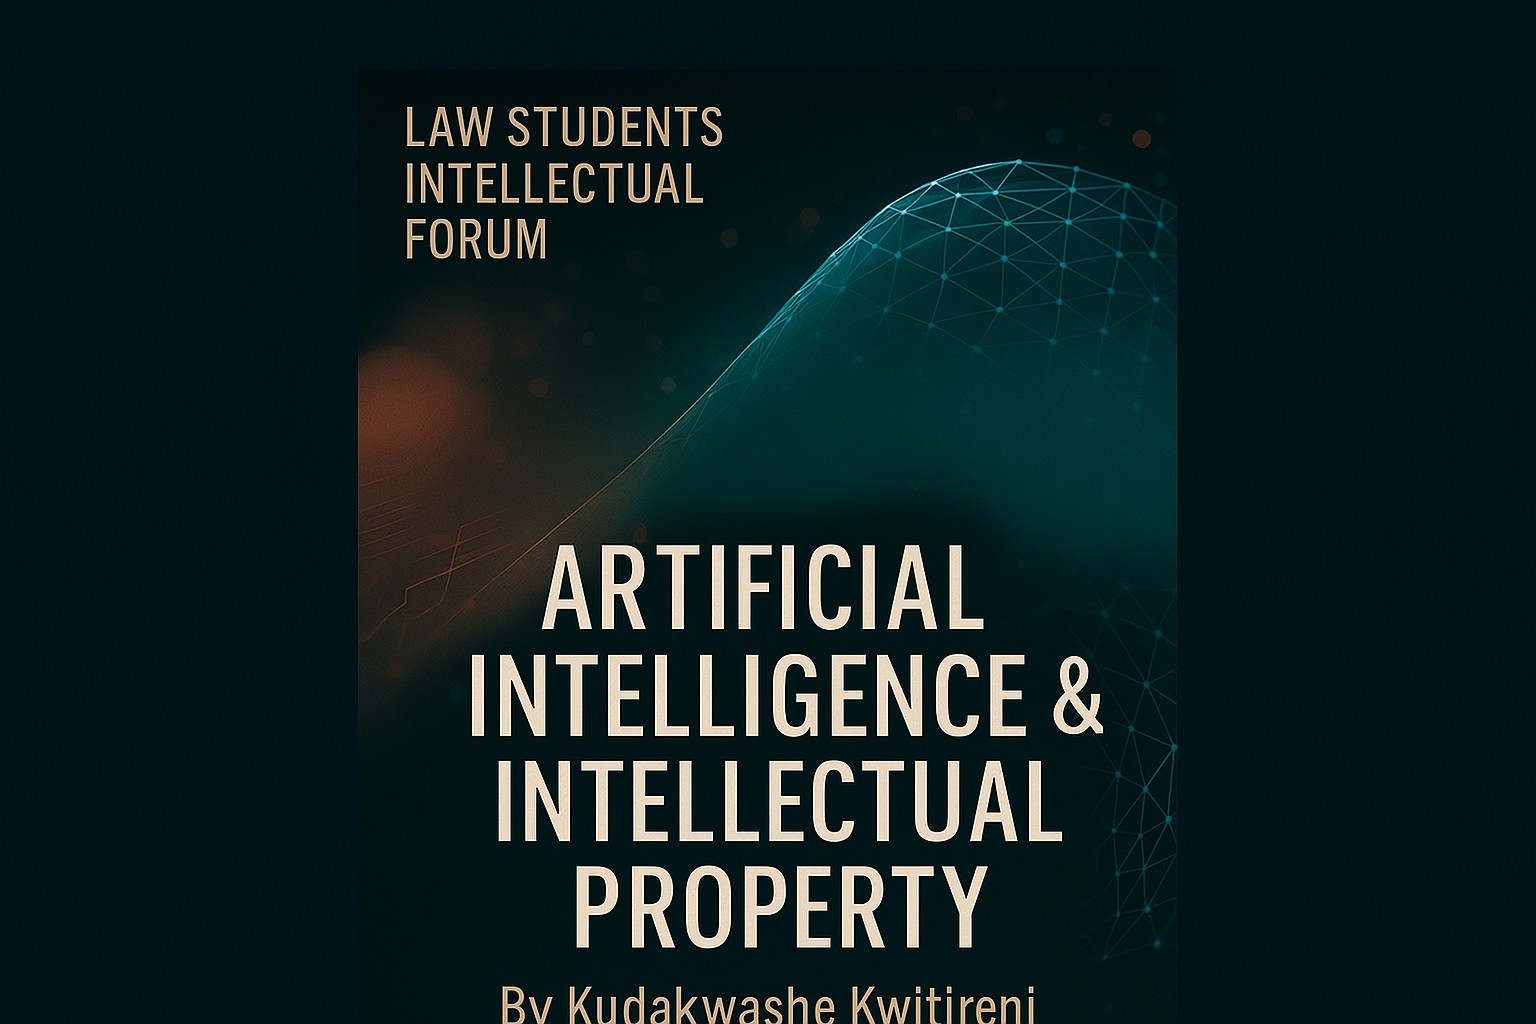 LAW STUDENTS
INTELLECTUAL
FORUM
ARTIFICIAL
INTELLIGENCE &
INTELLECTUAL
PROPERTY
By Kudakwashe Kwitireni